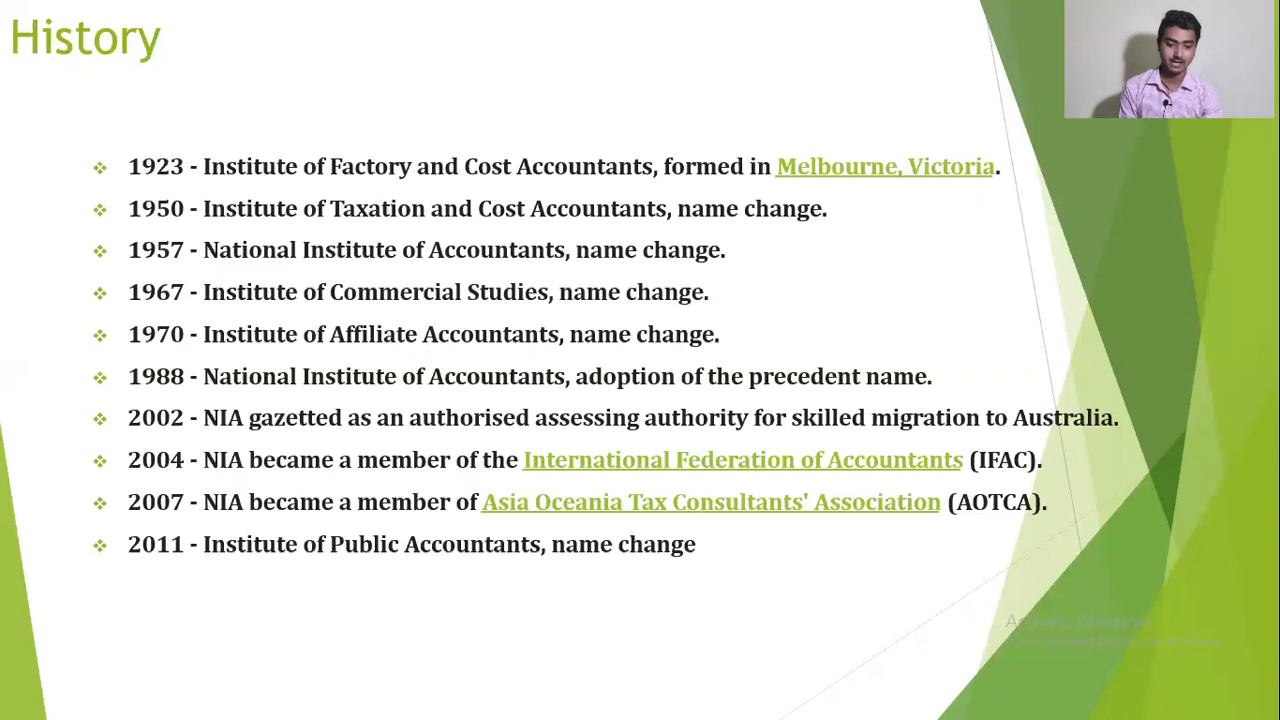 History
1923 - Institute of Factory and Cost Accountants, formed in Melbourne, Victoria.
1950 - Institute of Taxation and Cost Accountants, name change.
1957 - National Institute of Accountants, name change.
1967 - Institute of Commercial Studies, name change.
1970 - Institute of Affiliate Accountants, name change.
1988 - National Institute of Accountants, adoption of the precedent name.
2002 - NIA gazetted as an authorised assessing authority for skilled migration to Australia.
2004 - NIA became a member of the International Federation of Accountants (IFAC).
2007 - NIA became a member of Asia Oceania Tax Consultants' Association (AOTCA).
2011 - Institute of Public Accountants, name change